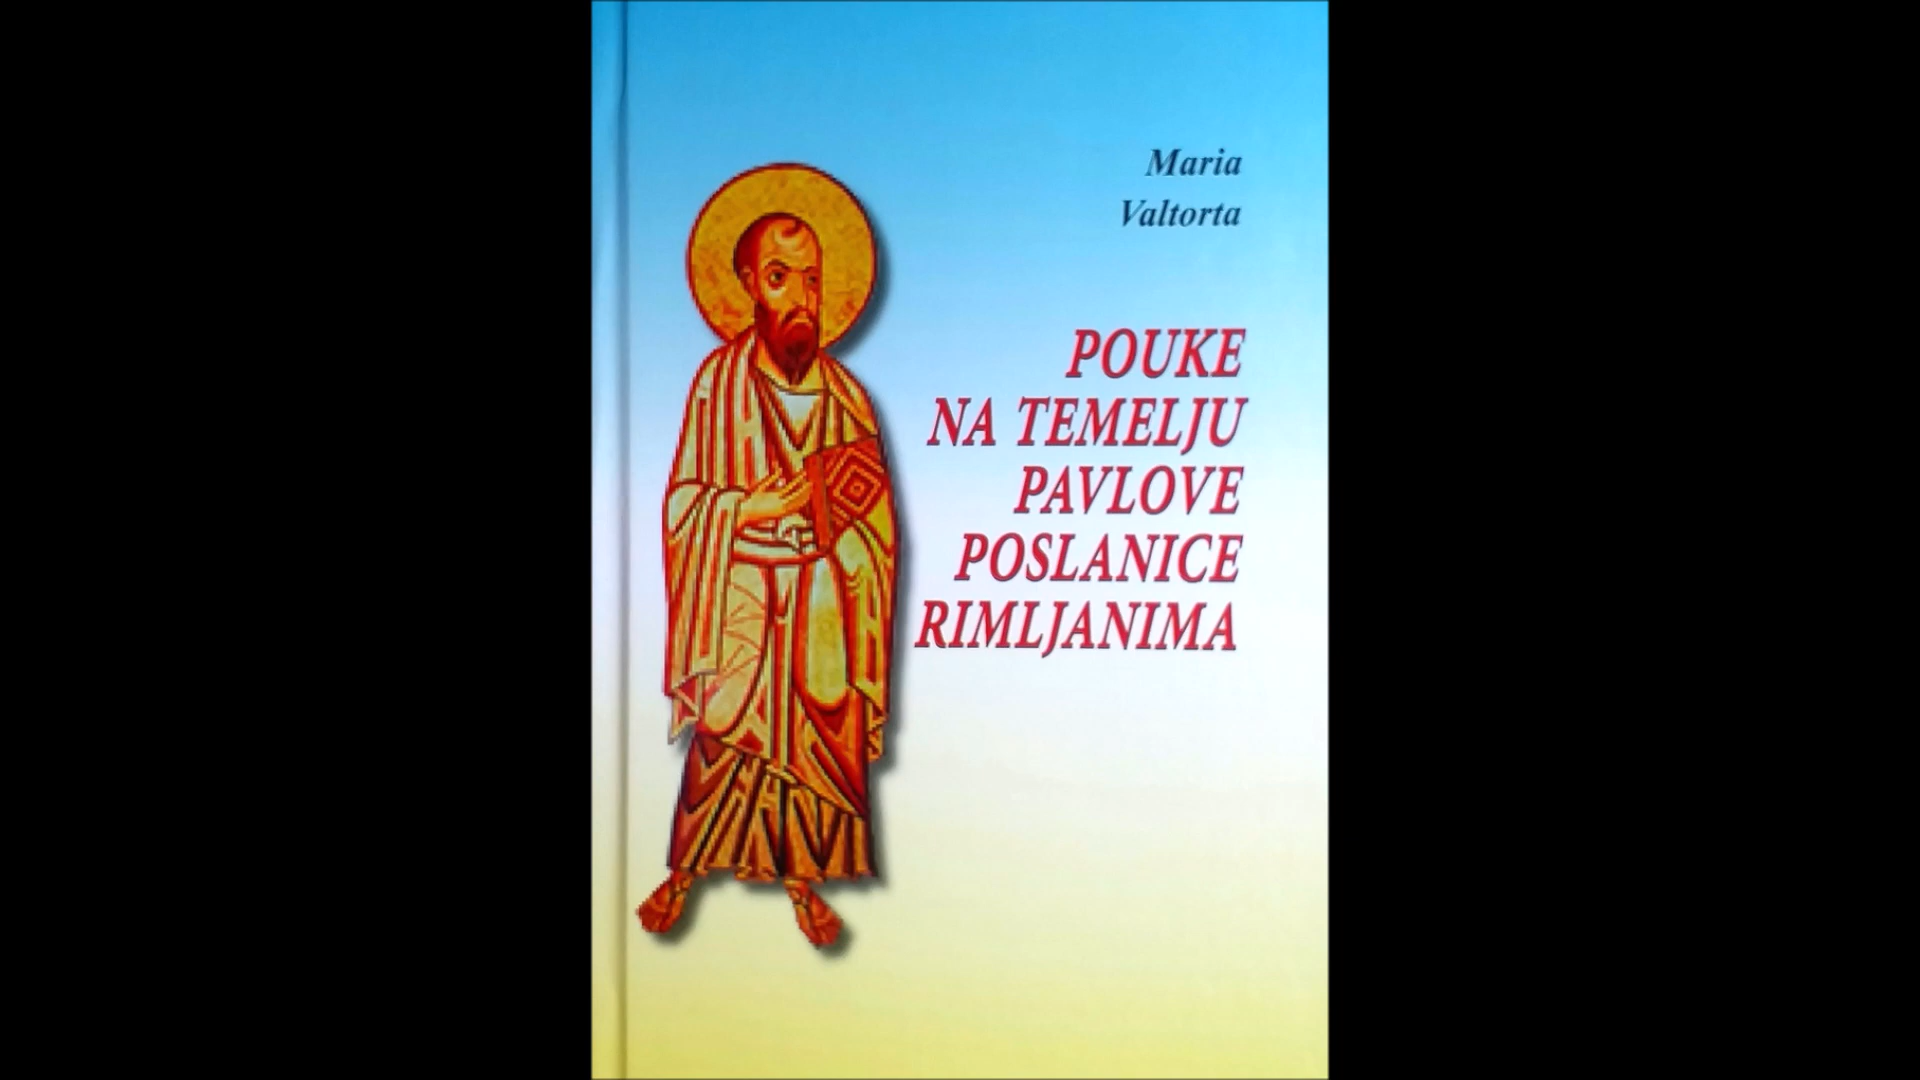 Maria
Valtorta
POUKE
NA TEMELJU
PAVLOVE
POSLANICE
RIMLJANIMA